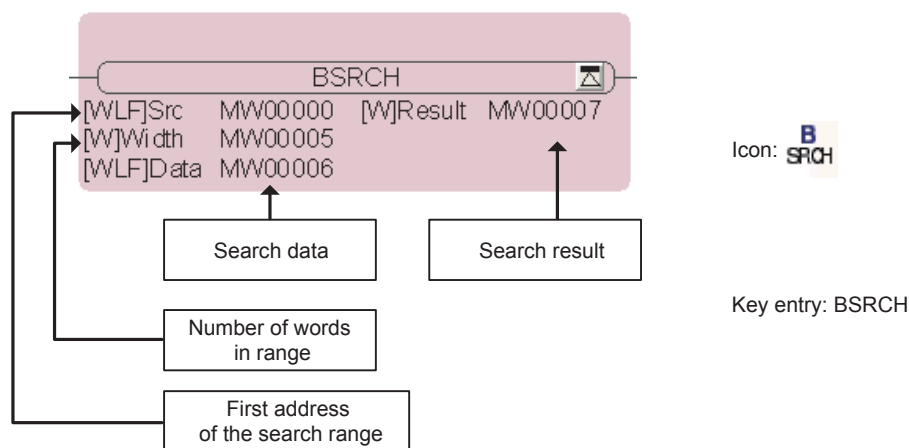 BSRCH
[WLF]Src MW00000 [W]Result MW00007
[W]Width MW00005
[WLF]Data MW00006
Search data
Search result
Number of words
in range
First address
of the search range
Icon: B
SRCH
Key entry: BSRCH